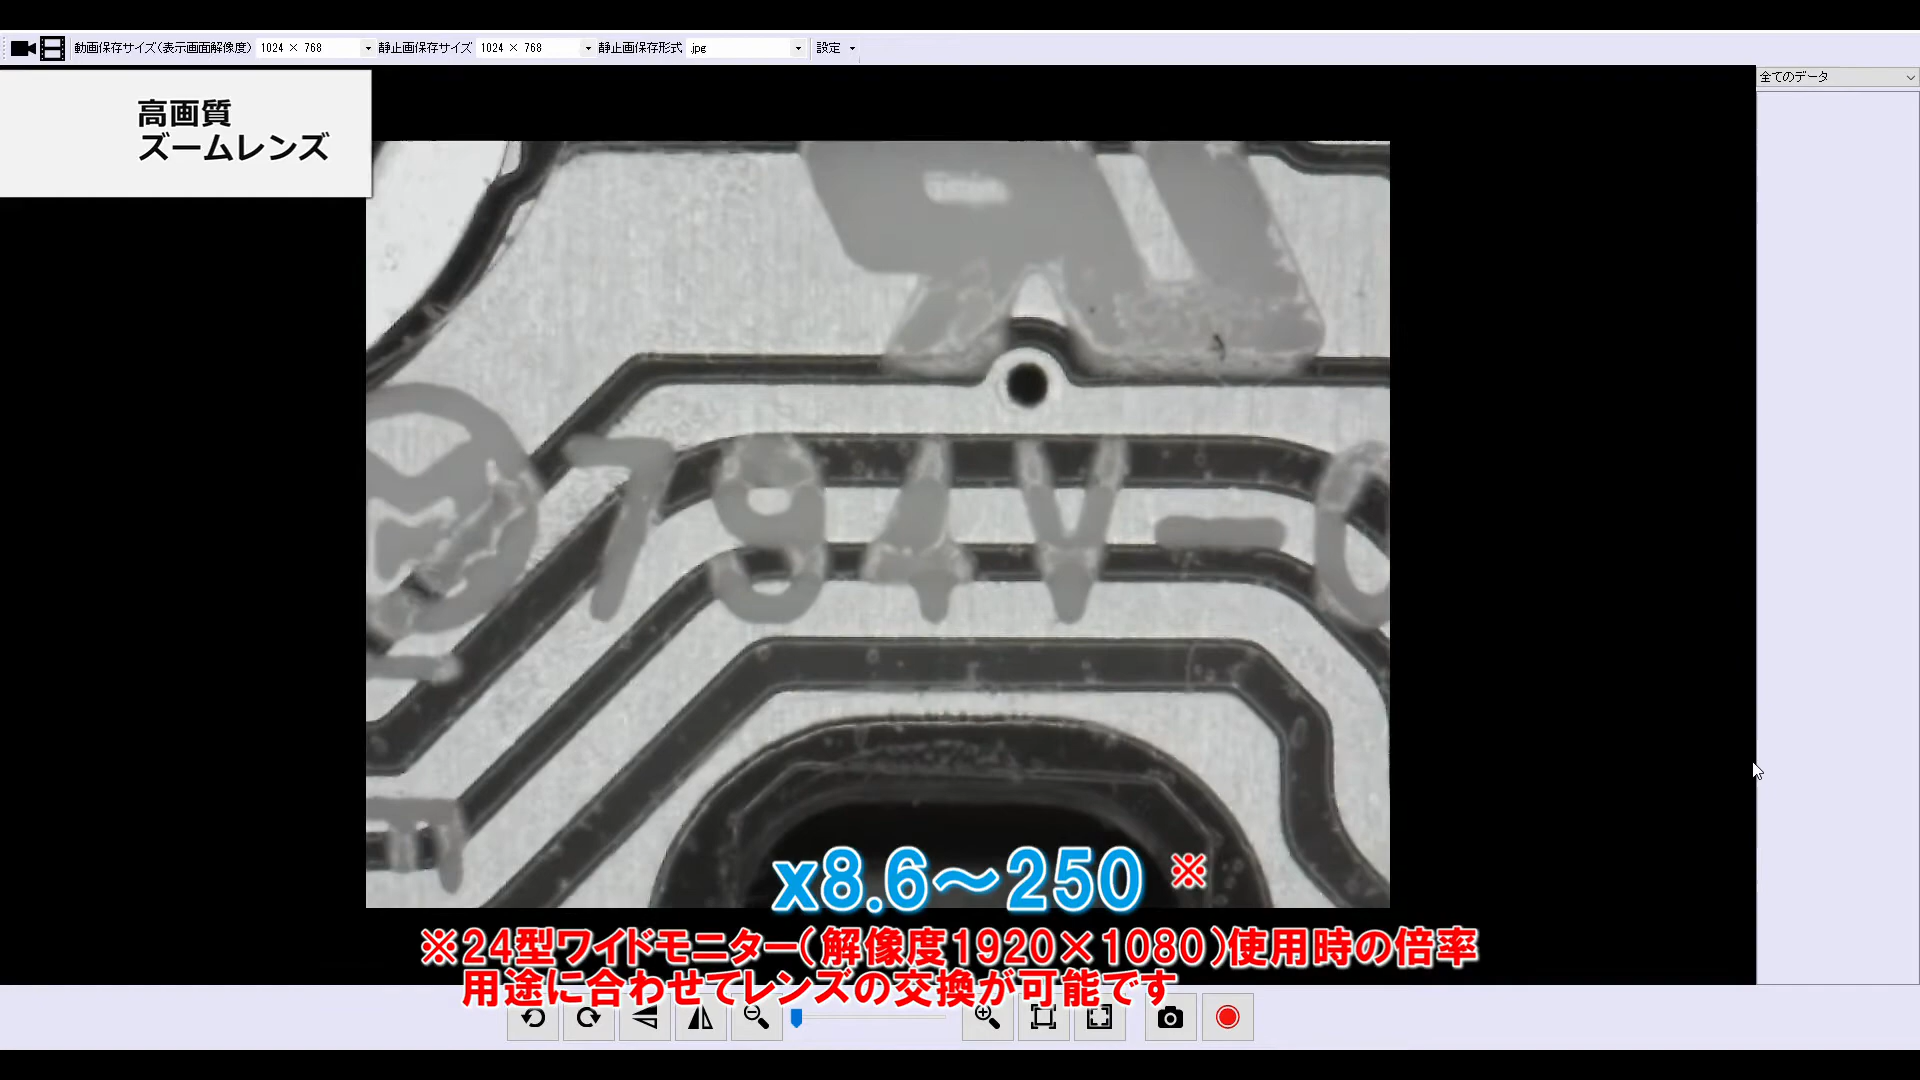 動画保存サイズ(表示画面解像度) 1024 × 768 静止画保存サイズ 1024 × 768 静止画保存形式 .jpg 設定
全てのデータ
高画質
ズームレンズ
794V-0
x8.6～250 ※
※24型ワイドモニター(解像度1920×1080)使用時の倍率
用途に合わせてレンズの交換が可能です